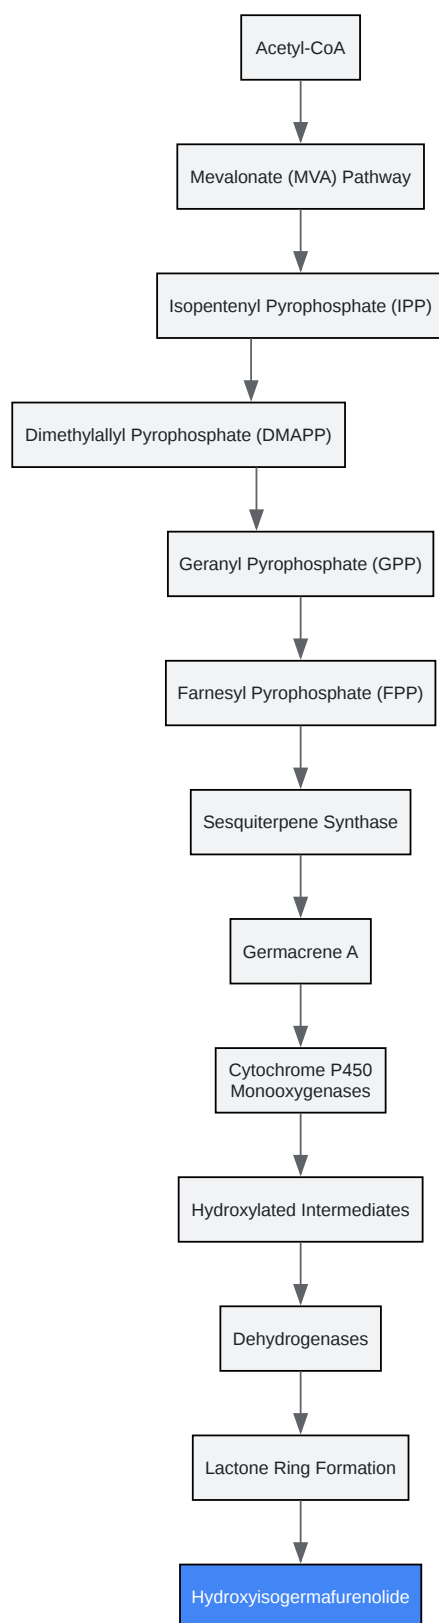 Acetyl-CoA
Mevalonate (MVA) Pathway
Isopentenyl Pyrophosphate (IPP)
Dimethylallyl Pyrophosphate (DMAPP)
Geranyl Pyrophosphate (GPP)
Farnesyl Pyrophosphate (FPP)
Sesquiterpene Synthase
Germacrene A
Cytochrome P450
Monooxygenases
Hydroxylated Intermediates
Dehydrogenases
Lactone Ring Formation
Hydroxyisogermafurenolide